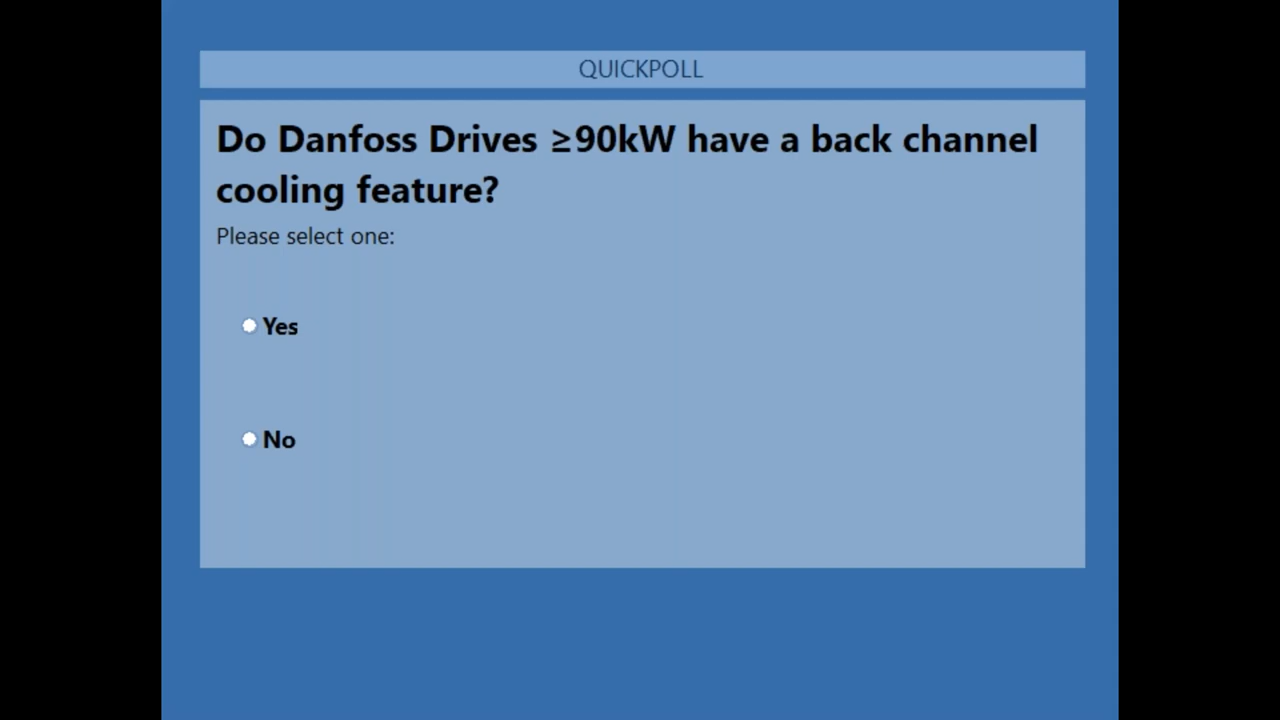 QUICKPOLL
Do Danfoss Drives ≥90kW have a back channel
cooling feature?
Please select one:
Yes
No